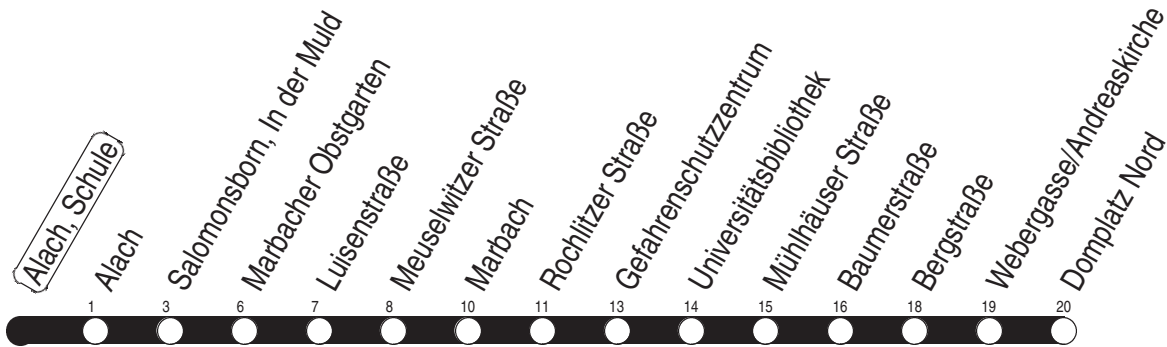 Alach, Schule
Alach
Salomonsborn, In der Muld
Marbacher Obstgarten
Luisenstraße
Meuselwitzer Straße
Marbach
Rochlitzer Straße
Gefahrenschutzzentrum
Universitätsbibliothek
Mühlhäuser Straße
Baumerstraße
Bergstraße
Webergasse/Andreaskirche
Domplatz Nord
1 3 6 7 8 10 11 13 14 15 16 18 19 20